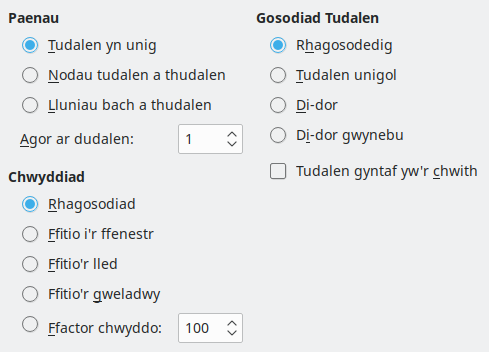 Paenau
Tudalen yn unig
Nodau tudalen a thudalen
Lluniau bach a thudalen
Agor ar dudalen: 1
Chwyddiad
Rhagosodiad
Ffitio i'r ffenestr
Ffitio'r lled
Ffitio'r gweladwy
Ffactor chwyddo: 100
Gosodiad Tudalen
Rhagosodedig
Tudalen unigol
Di-dor
Di-dor gwynebu
Tudalen gyntaf yw'r chwith